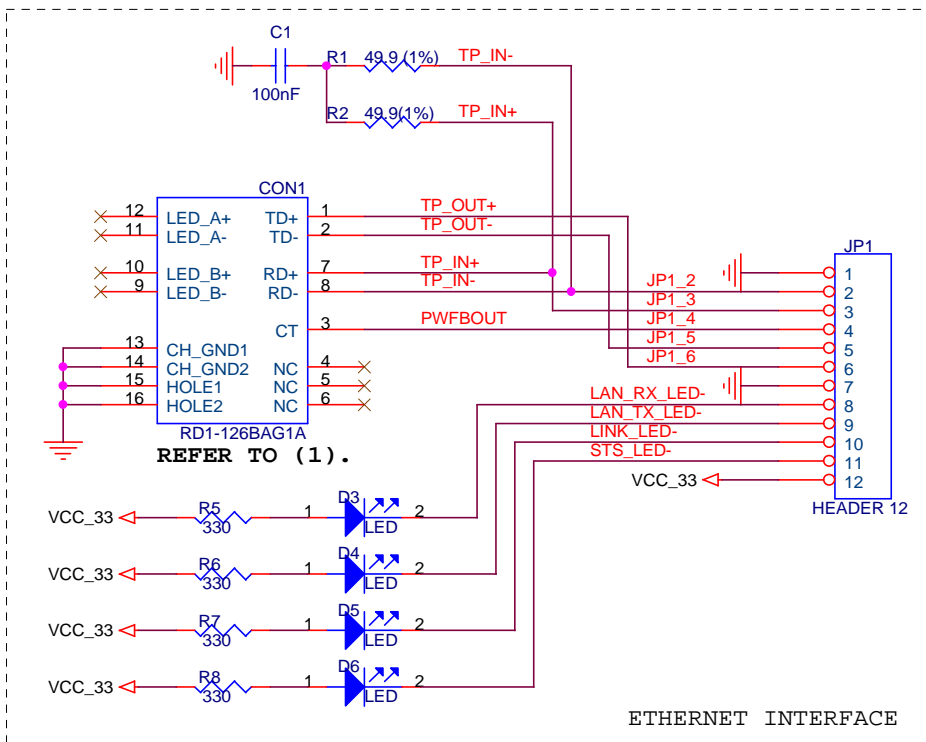 C1
100nF
R1 49.9 (1%) TP_IN-
R2 49.9(1%) TP_IN+
CON1
12 LED_A+ TD+ 1 TP_OUT+
11 LED_A- TD- 2 TP_OUT-
10 LED_B+ RD+ 7 TP_IN+
9 LED_B- RD- 8 TP_IN-
CT 3 PWFBOUT
13 CH_GND1
14 CH_GND2 NC 4
15 HOLE1 NC 5
16 HOLE2 NC 6
RD1-126BAG1A
REFER TO (1).
JP1
1
JP1_2 2
JP1_3 3
JP1_4 4
JP1_5 5
JP1_6 6
7
LAN_RX_LED- 8
LAN_TX_LED- 9
LINK_LED- 10
STS_LED- 11
VCC_33 12
HEADER 12
VCC_33 R5 330 1 D3 LED 2
VCC_33 R6 330 1 D4 LED 2
VCC_33 R7 330 1 D5 LED 2
VCC_33 R8 330 1 D6 LED 2
ETHERNET INTERFACE